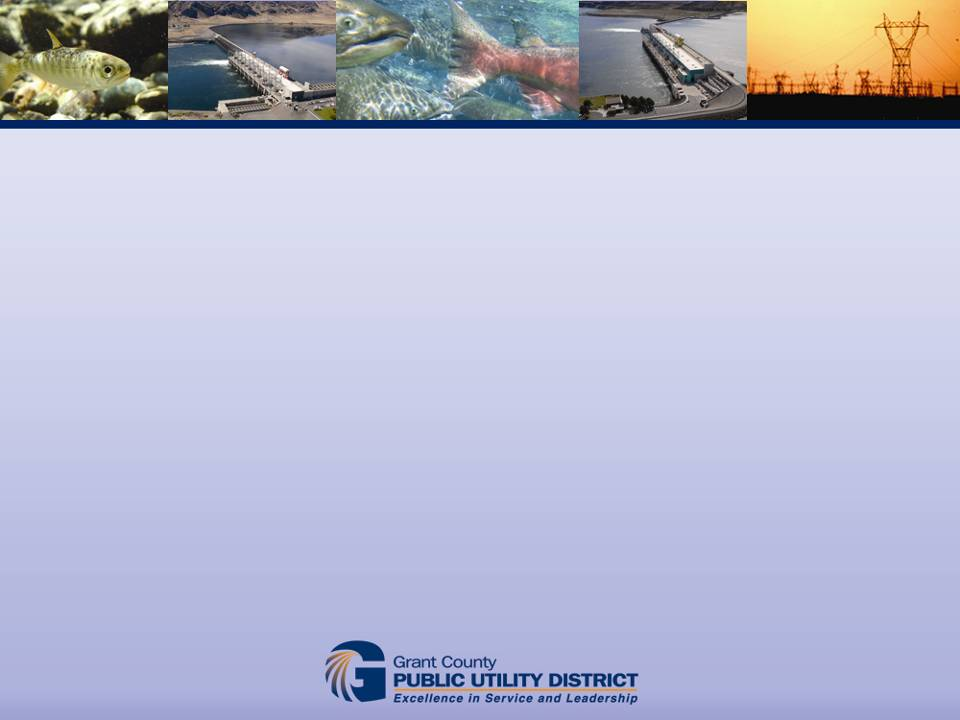 Grant County
PUBLIC UTILITY DISTRICT
Excellence in Service and Leadership